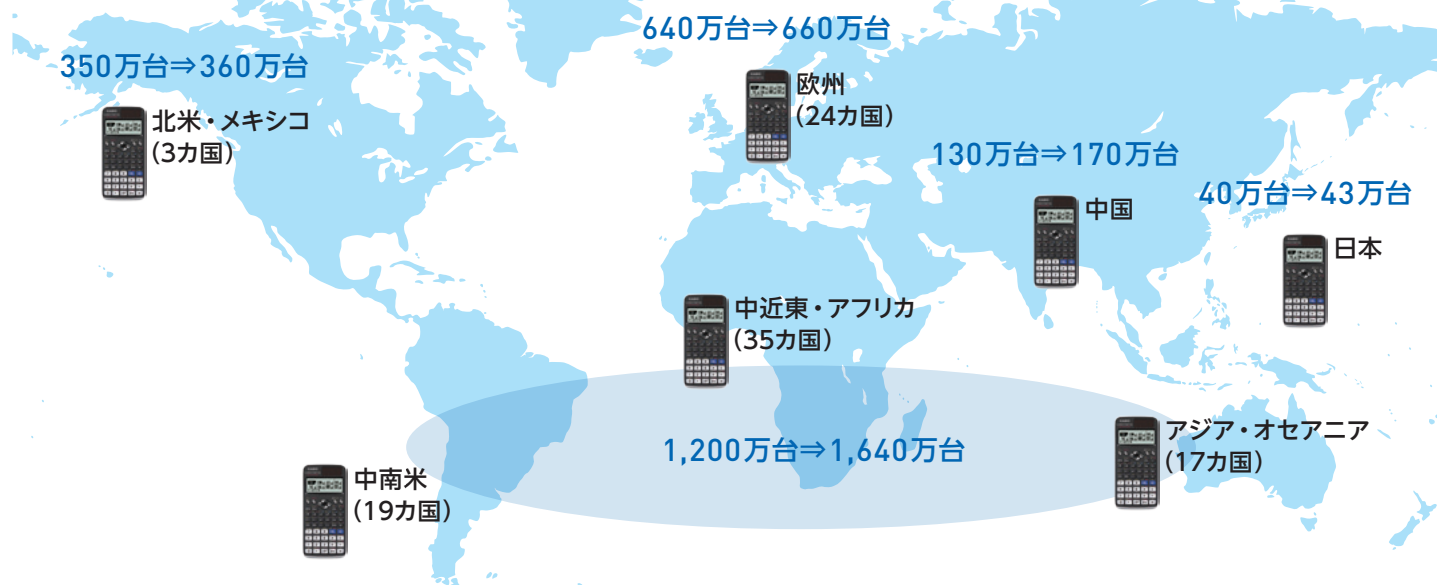 640万台⇒660万台
350万台⇒360万台
欧州
(24カ国)
北米・メキシコ
(3カ国)
130万台⇒170万台
40万台⇒43万台
中国
日本
中近東・アフリカ
(35カ国)
1,200万台⇒1,640万台
アジア・オセアニア
(17カ国)
中南米
(19カ国)